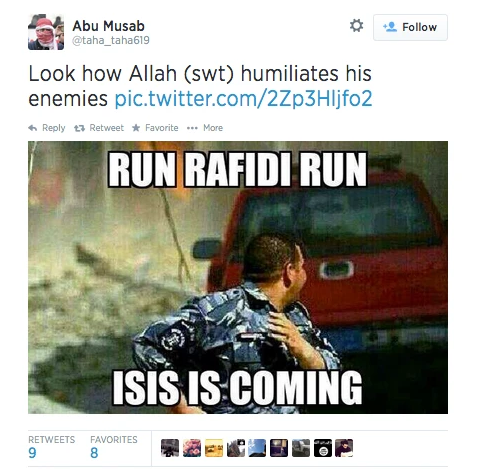 Abu Musab
@taha_taha619
Follow
Look how Allah (swt) humiliates his
enemies pic.twitter.com/2Zp3HIjfo2
Reply Retweet Favorite More
RUN RAFIDI RUN
ISIS IS COMING
RETWEETS FAVORITES
9 8